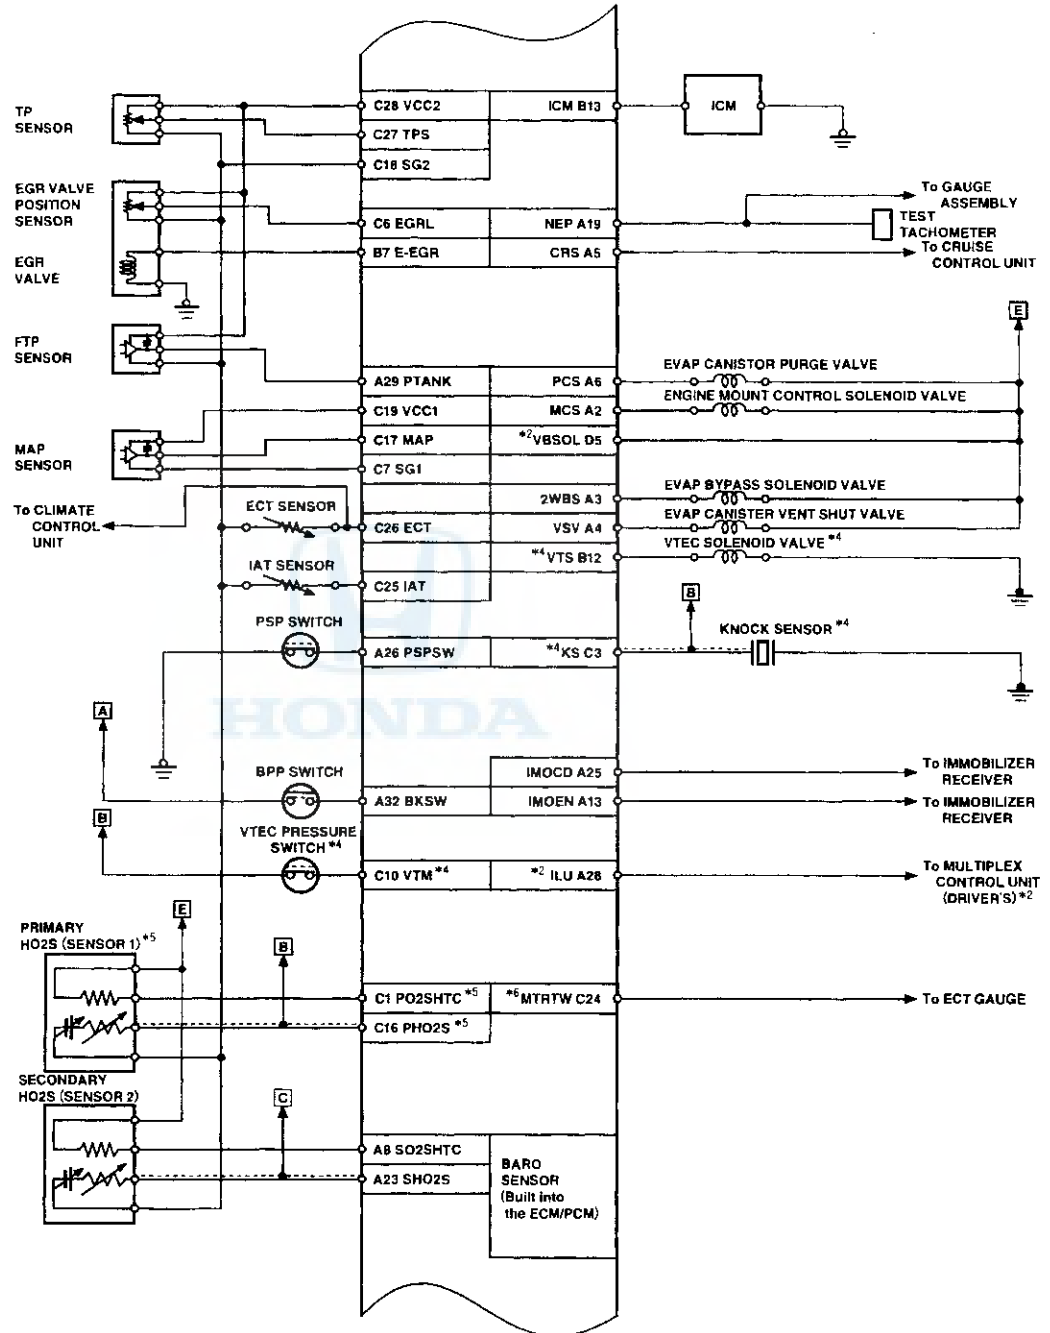 TP
SENSOR
C28 VCC2
ICM B13
ICM
C27 TPS
C18 SG2
EGR VALVE
POSITION
SENSOR
To GAUGE
ASSEMBLY
C6 EGRL
NEP A19
TEST
TACHOMETER
EGR
VALVE
B7 E-EGR
CRS A5
To CRUISE
CONTROL UNIT
FTP
SENSOR
E
EVAP CANISTOR PURGE VALVE
A29 PTANK
PCS A6
ENGINE MOUNT CONTROL SOLENOID VALVE
C19 VCC1
MCS A2
MAP
SENSOR
C17 MAP
*2VBSOL D5
C7 SG1
EVAP BYPASS SOLENOID VALVE
2WBS A3
To CLIMATE
CONTROL
UNIT
ECT SENSOR
EVAP CANISTER VENT SHUT VALVE
C26 ECT
VSV A4
VTEC SOLENOID VALVE*4
*4VTS B12
IAT SENSOR
C25 IAT
B
PSP SWITCH
KNOCK SENSOR*4
A26 PSPSW
*4KS C3
HONDA
A
BPP SWITCH
IMOCD A25
To IMMOBILIZER
RECEIVER
A32 BKSW
IMOEN A13
To IMMOBILIZER
RECEIVER
B
VTEC PRESSURE
SWITCH*4
C10 VTM*4
*2 ILU A28
To MULTIPLEX
CONTROL UNIT
(DRIVER'S)*2
E
PRIMARY
HO2S (SENSOR 1)*5
B
C1 PO2SHTC*5
*6MTRTW C24
To ECT GAUGE
C16 PHO2S*5
SECONDARY
HO2S (SENSOR 2)
C
A8 SO2SHTC
A23 SHO2S
BARO
SENSOR
(Built into
the ECM/PCM)